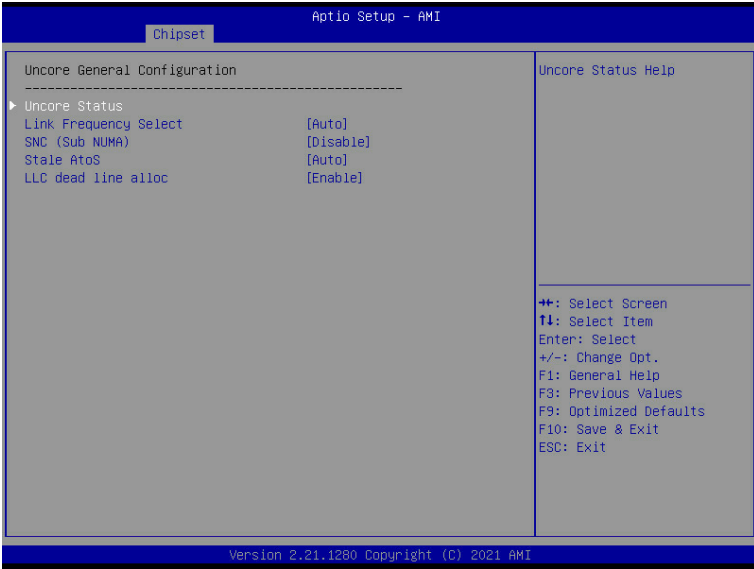 Aptio Setup – AMI
Chipset
Uncore General Configuration
--------------------------------------------------
Uncore Status
Link Frequency Select [Auto]
SNC (Sub NUMA) [Disable]
Stale AtoS [Auto]
LLC dead line alloc [Enable]
Uncore Status Help
→←: Select Screen
↑↓: Select Item
Enter: Select
+/-: Change Opt.
F1: General Help
F3: Previous Values
F9: Optimized Defaults
F10: Save & Exit
ESC: Exit
Version 2.21.1280 Copyright (C) 2021 AMI